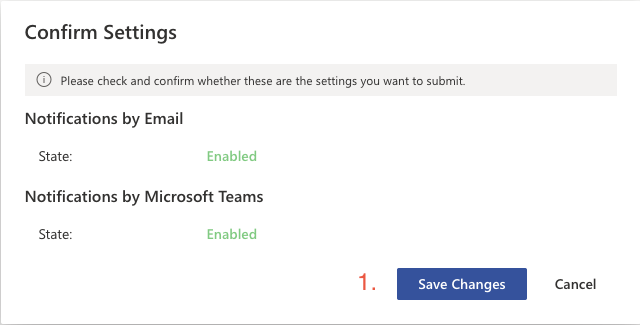 Confirm Settings
Please check and confirm whether these are the settings you want to submit.
Notifications by Email
State: Enabled
Notifications by Microsoft Teams
State: Enabled
1. Save Changes Cancel